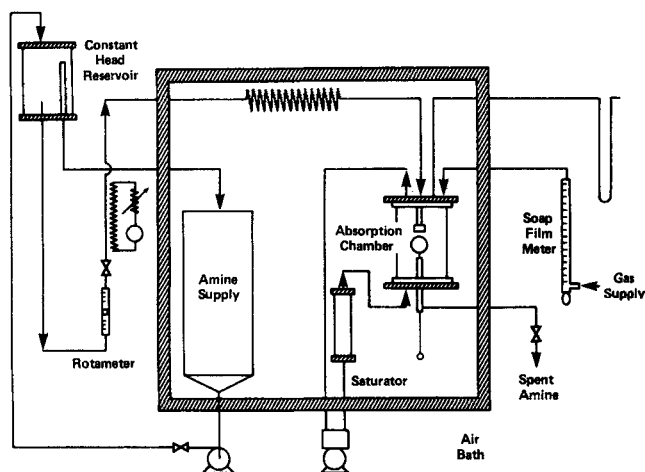 Constant
Head
Reservoir
Absorption
Chamber
Soap
Film
Meter
Amine
Supply
Gas
Supply
Rotameter
Saturator
Spent
Amine
Air
Bath